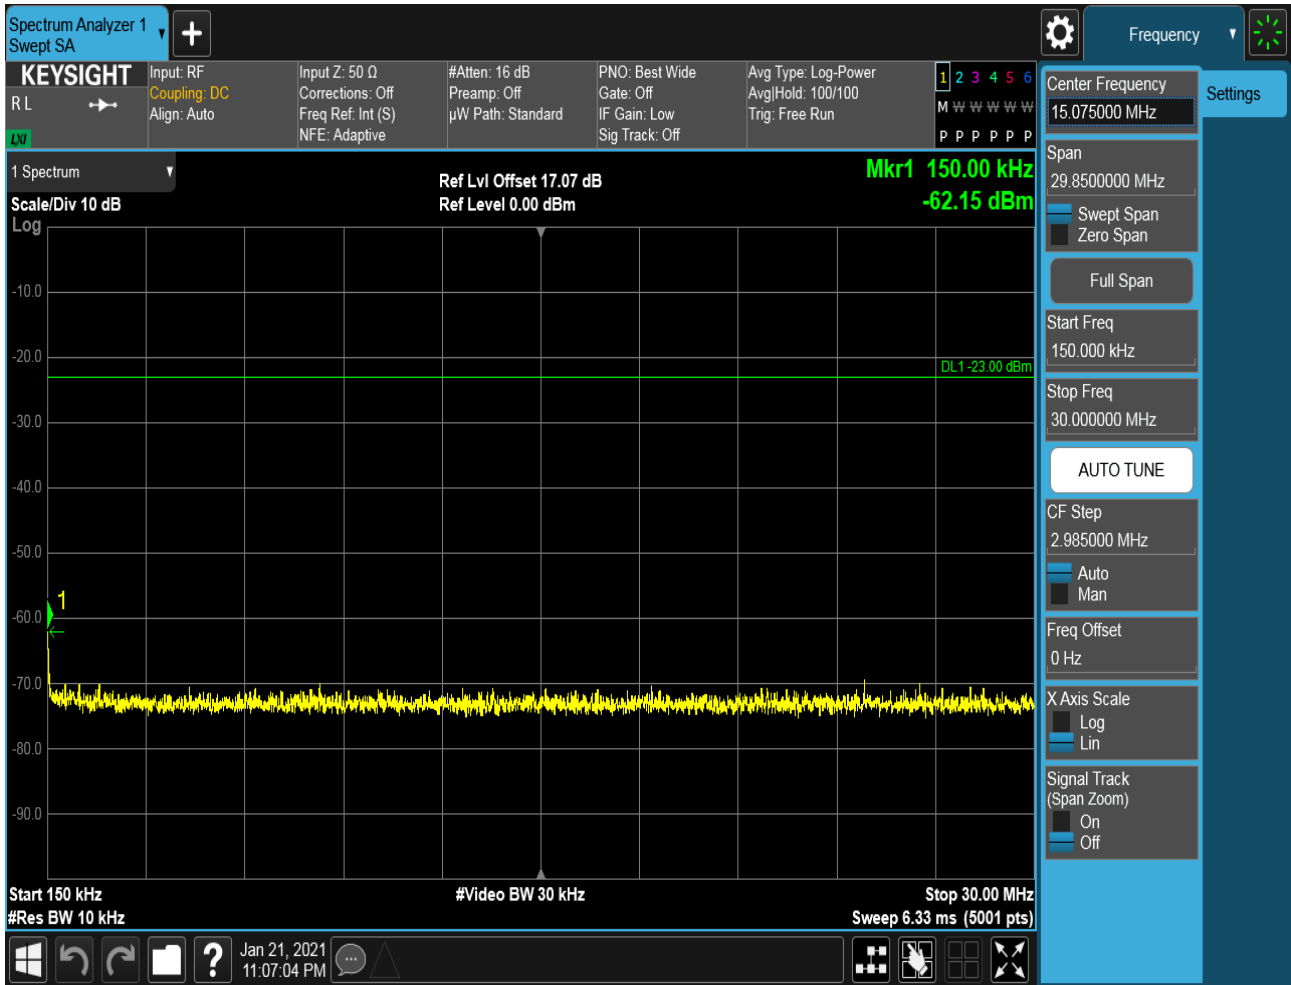 Spectrum Analyzer 1
Swept SA
Frequency
KEYSIGHT
R L
LXI
Input: RF
Coupling: DC
Align: Auto
Input Z: 50 Ω
Corrections: Off
Freq Ref: Int (S)
NFE: Adaptive
#Atten: 16 dB
Preamp: Off
µW Path: Standard
PNO: Best Wide
Gate: Off
IF Gain: Low
Sig Track: Off
Avg Type: Log-Power
Avg|Hold: 100/100
Trig: Free Run
1 2 3 4 5 6
M W W W W W
P P P P P P
1 Spectrum
Scale/Div 10 dB
Log
Ref Lvl Offset 17.07 dB
Ref Level 0.00 dBm
Mkr1 150.00 kHz
-62.15 dBm
-10.0
-20.0
DL1 -23.00 dBm
-30.0
-40.0
-50.0
1
-60.0
-70.0
-80.0
-90.0
Start 150 kHz
#Video BW 30 kHz
Stop 30.00 MHz
#Res BW 10 kHz
Sweep 6.33 ms (5001 pts)
Center Frequency
15.075000 MHz
Settings
Span
29.8500000 MHz
Swept Span
Zero Span
Full Span
Start Freq
150.000 kHz
Stop Freq
30.000000 MHz
AUTO TUNE
CF Step
2.985000 MHz
Auto
Man
Freq Offset
0 Hz
X Axis Scale
Log
Lin
Signal Track
(Span Zoom)
On
Off
?
Jan 21, 2021
11:07:04 PM